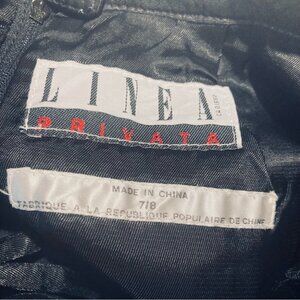 LINEA
PRIVATA
MADE IN CHINA
7/8
FABRIQUE A LA REPUBLIQUE POPULAIRE DE CHINE